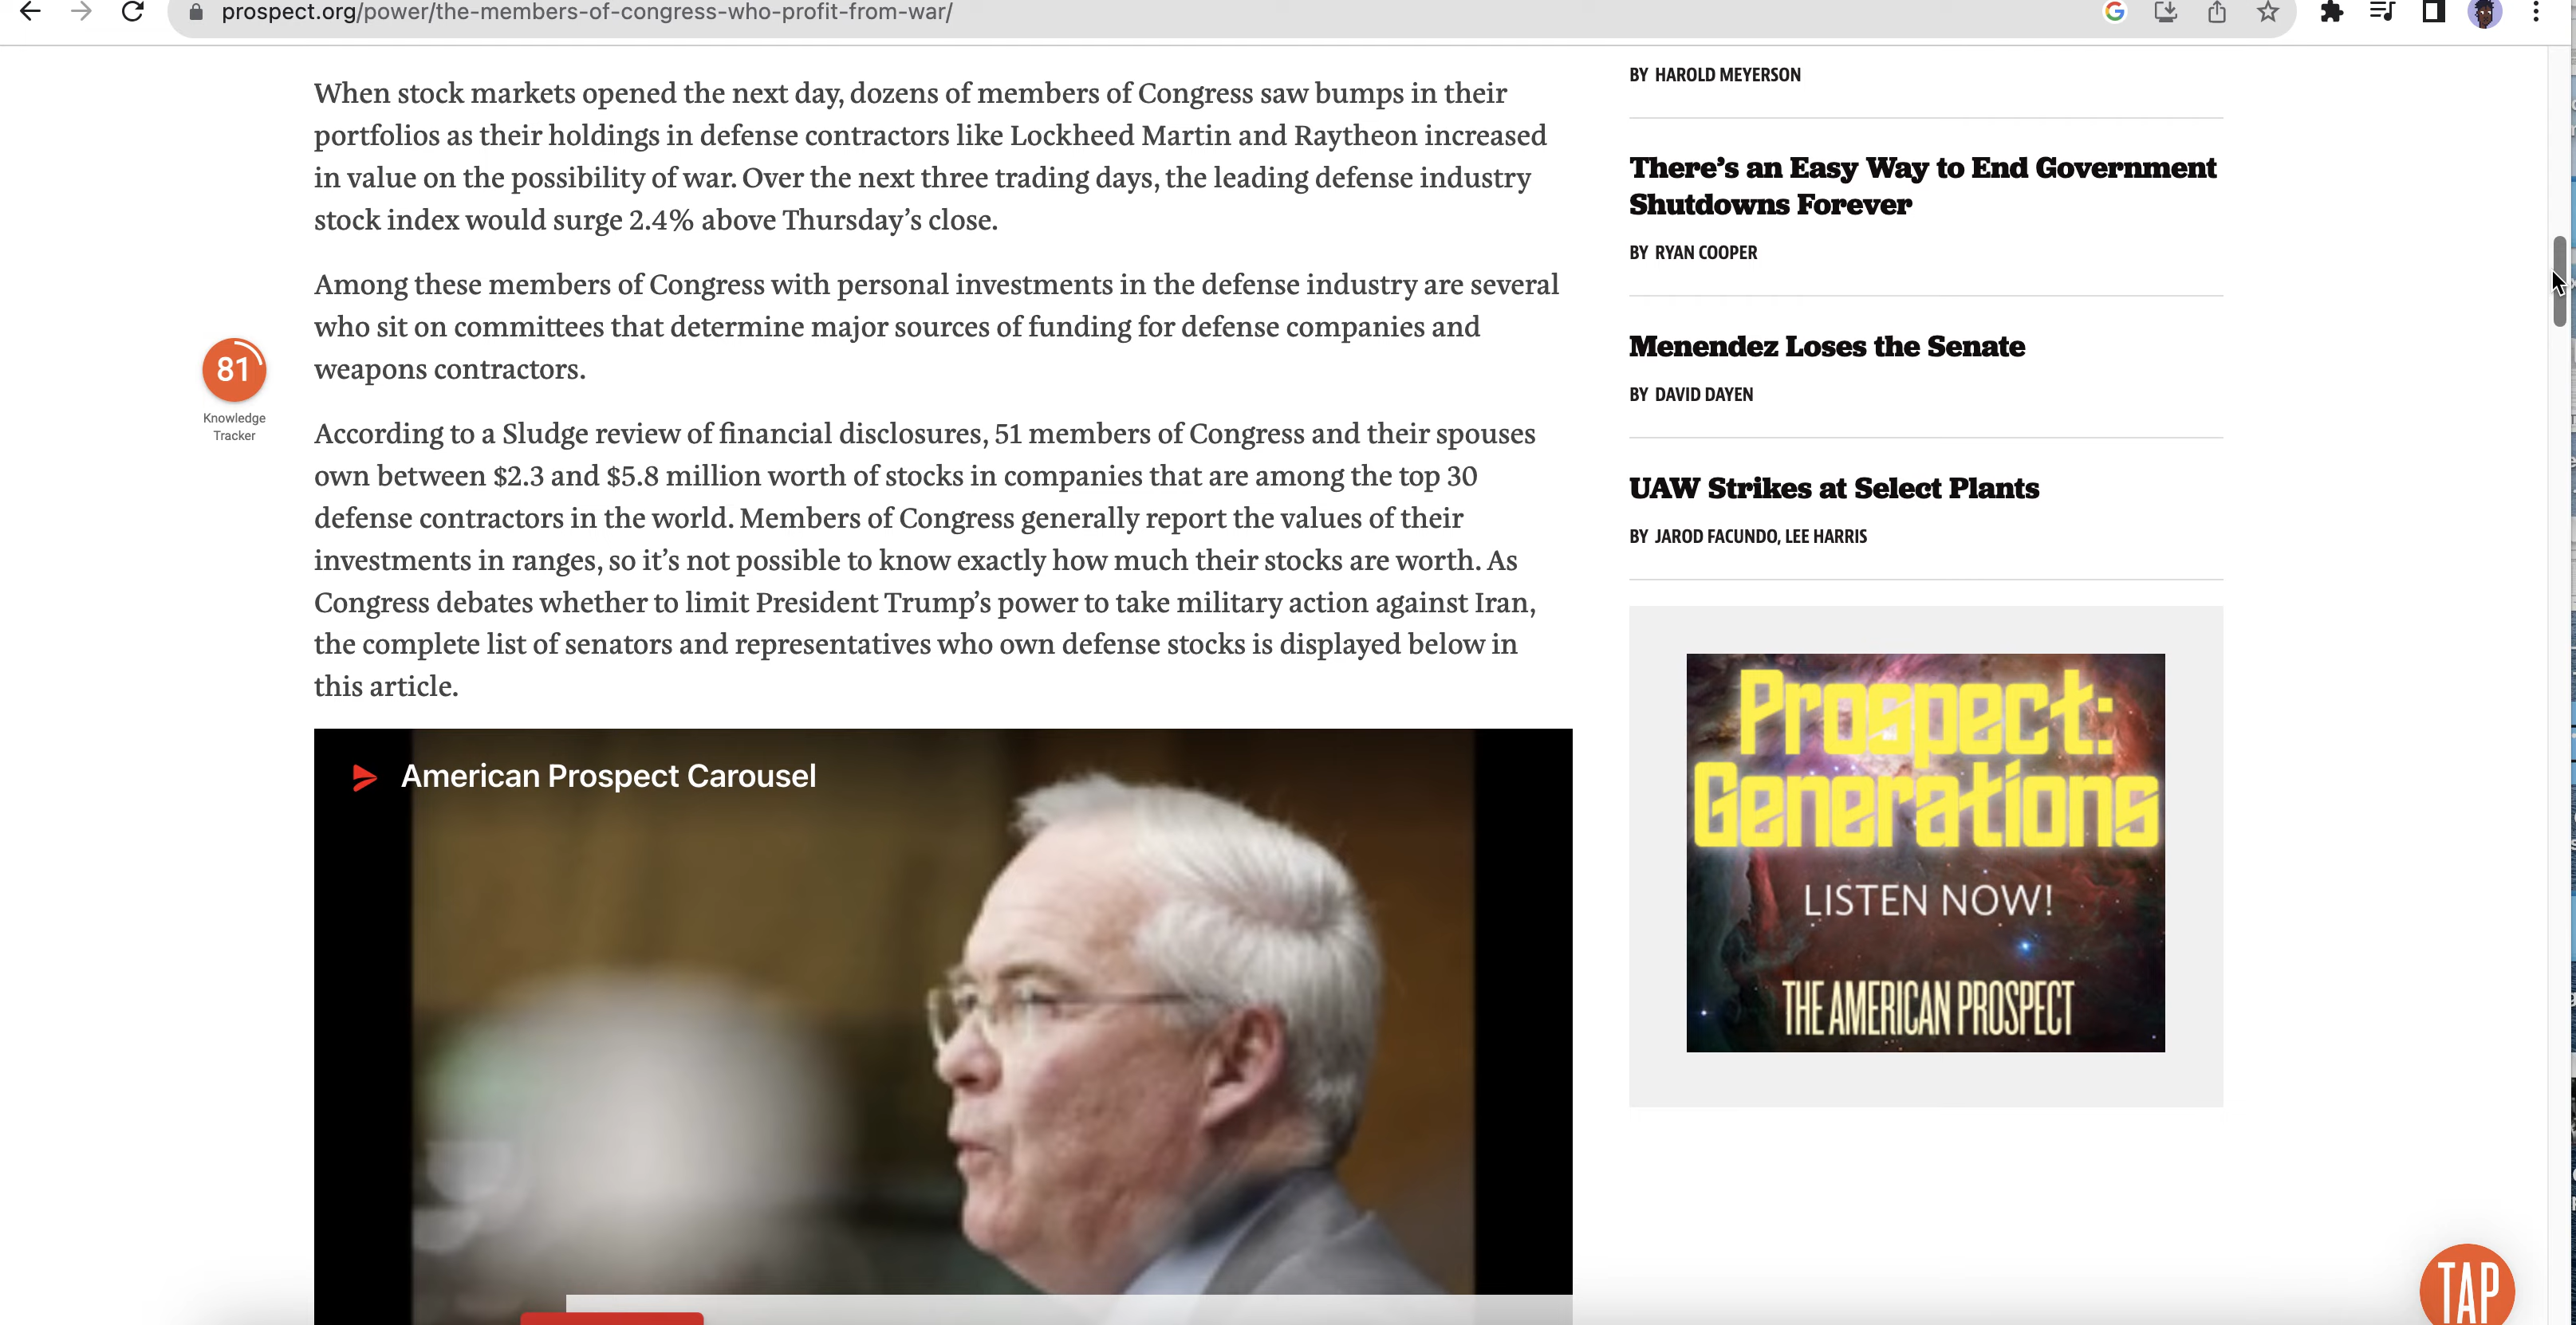 prospect.org/power/the-members-of-congress-who-profit-from-war/
When stock markets opened the next day, dozens of members of Congress saw bumps in their
portfolios as their holdings in defense contractors like Lockheed Martin and Raytheon increased
in value on the possibility of war. Over the next three trading days, the leading defense industry
stock index would surge 2.4% above Thursday’s close.
Among these members of Congress with personal investments in the defense industry are several
who sit on committees that determine major sources of funding for defense companies and
weapons contractors.
81
Knowledge
Tracker
According to a Sludge review of financial disclosures, 51 members of Congress and their spouses
own between $2.3 and $5.8 million worth of stocks in companies that are among the top 30
defense contractors in the world. Members of Congress generally report the values of their
investments in ranges, so it’s not possible to know exactly how much their stocks are worth. As
Congress debates whether to limit President Trump’s power to take military action against Iran,
the complete list of senators and representatives who own defense stocks is displayed below in
this article.
American Prospect Carousel
BY HAROLD MEYERSON
There’s an Easy Way to End Government
Shutdowns Forever
BY RYAN COOPER
Menendez Loses the Senate
BY DAVID DAYEN
UAW Strikes at Select Plants
BY JAROD FACUNDO, LEE HARRIS
Prospect:
Generations
LISTEN NOW!
THE AMERICAN PROSPECT
TAP